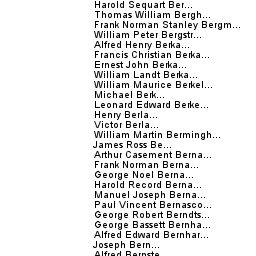 Harold Sequart Ber...
Thomas William Bergh...
Frank Norman Stanley Bergm...
William Peter Bergstr...
Alfred Henry Berka...
Francis Christian Berka...
Ernest John Berka...
William Landt Berka...
William Maurice Berkel...
Michael Berk...
Leonard Edward Berke...
Henry Berla...
Victor Berla...
William Martin Bermingh...
James Ross Be...
Arthur Casement Berna...
Frank Norman Berna...
George Noel Berna...
Harold Record Berna...
Manuel Joseph Berna...
Paul Vincent Bernasco...
George Robert Berndts...
George Bassett Bernha...
Alfred Edward Bernhar...
Joseph Bern...
Alfred Bernste...